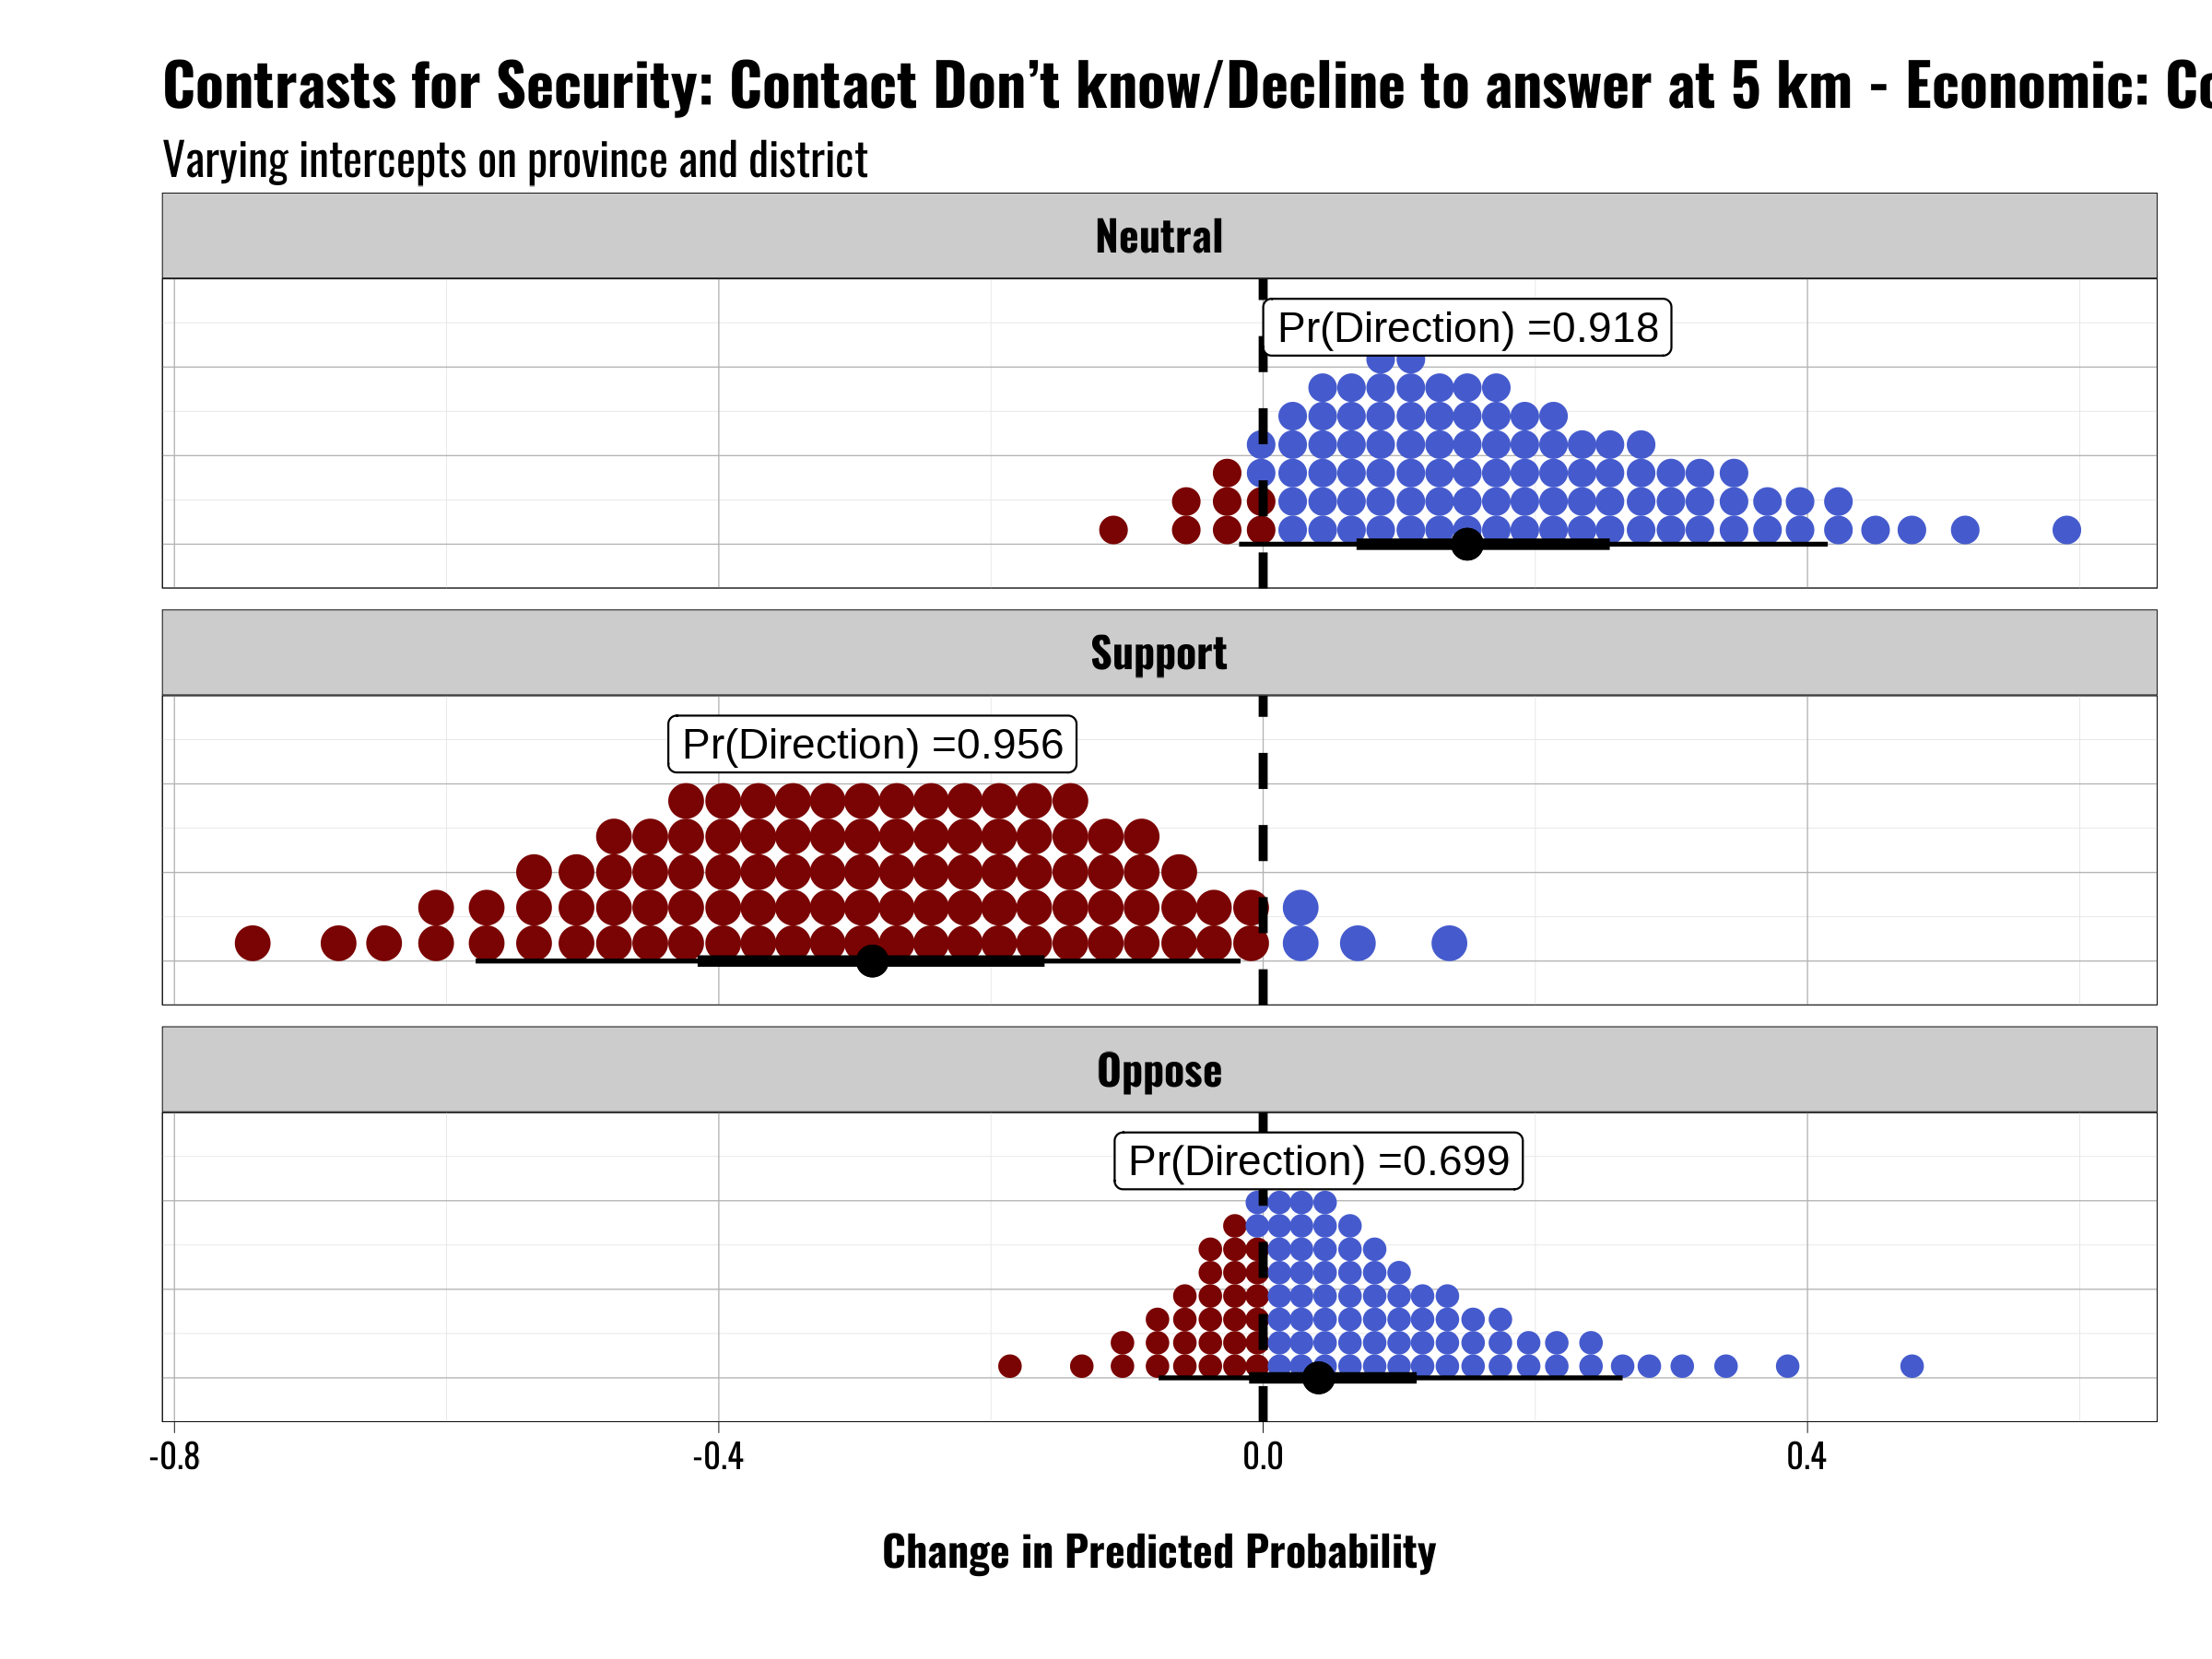 Contrasts for Security: Contact Don’t know/Decline to answer at 5 km - Economic:
Varying intercepts on province and district
Neutral
Pr(Direction) =0.918
Support
Pr(Direction) =0.956
Oppose
Pr(Direction) =0.699
-0.8 -0.4 0.0 0.4
Change in Predicted Probability